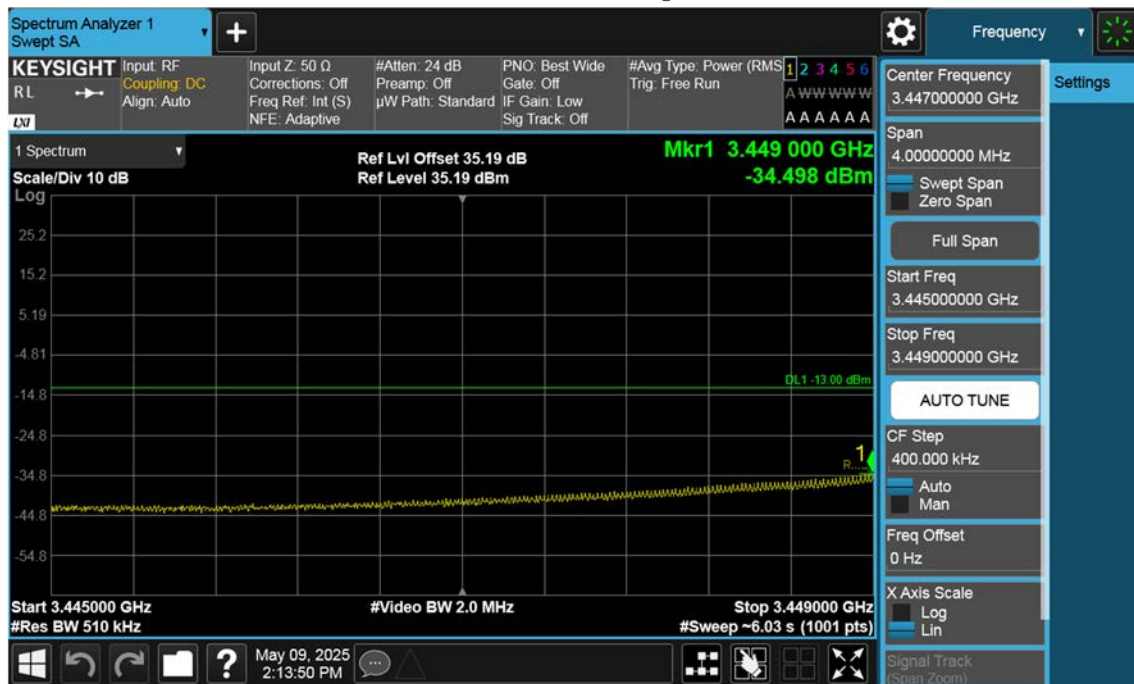 Spectrum Analyzer 1
Swept SA
Frequency
KEYSIGHT
RL
LXI
Input: RF
Coupling: DC
Align: Auto
Input Z: 50 Ω
Corrections: Off
Freq Ref: Int (S)
NFE: Adaptive
#Atten: 24 dB
Preamp: Off
µW Path: Standard
PNO: Best Wide
Gate: Off
IF Gain: Low
Sig Track: Off
#Avg Type: Power (RMS
Trig: Free Run
1 2 3 4 5 6
A W W W W W
A A A A A A
1 Spectrum
Scale/Div 10 dB
Ref Lvl Offset 35.19 dB
Ref Level 35.19 dBm
Mkr1 3.449 000 GHz
-34.498 dBm
Log
25.2
15.2
5.19
-4.81
-14.8
-24.8
-34.8
-44.8
-54.8
DL1 -13.00 dBm
1
Start 3.445000 GHz
#Res BW 510 kHz
#Video BW 2.0 MHz
Stop 3.449000 GHz
#Sweep ~6.03 s (1001 pts)
Center Frequency
3.447000000 GHz
Span
4.00000000 MHz
Swept Span
Zero Span
Full Span
Start Freq
3.445000000 GHz
Stop Freq
3.449000000 GHz
AUTO TUNE
CF Step
400.000 kHz
Auto
Man
Freq Offset
0 Hz
X Axis Scale
Log
Lin
Signal Track
(Span Zoom)
Settings
?
May 09, 2025
2:13:50 PM